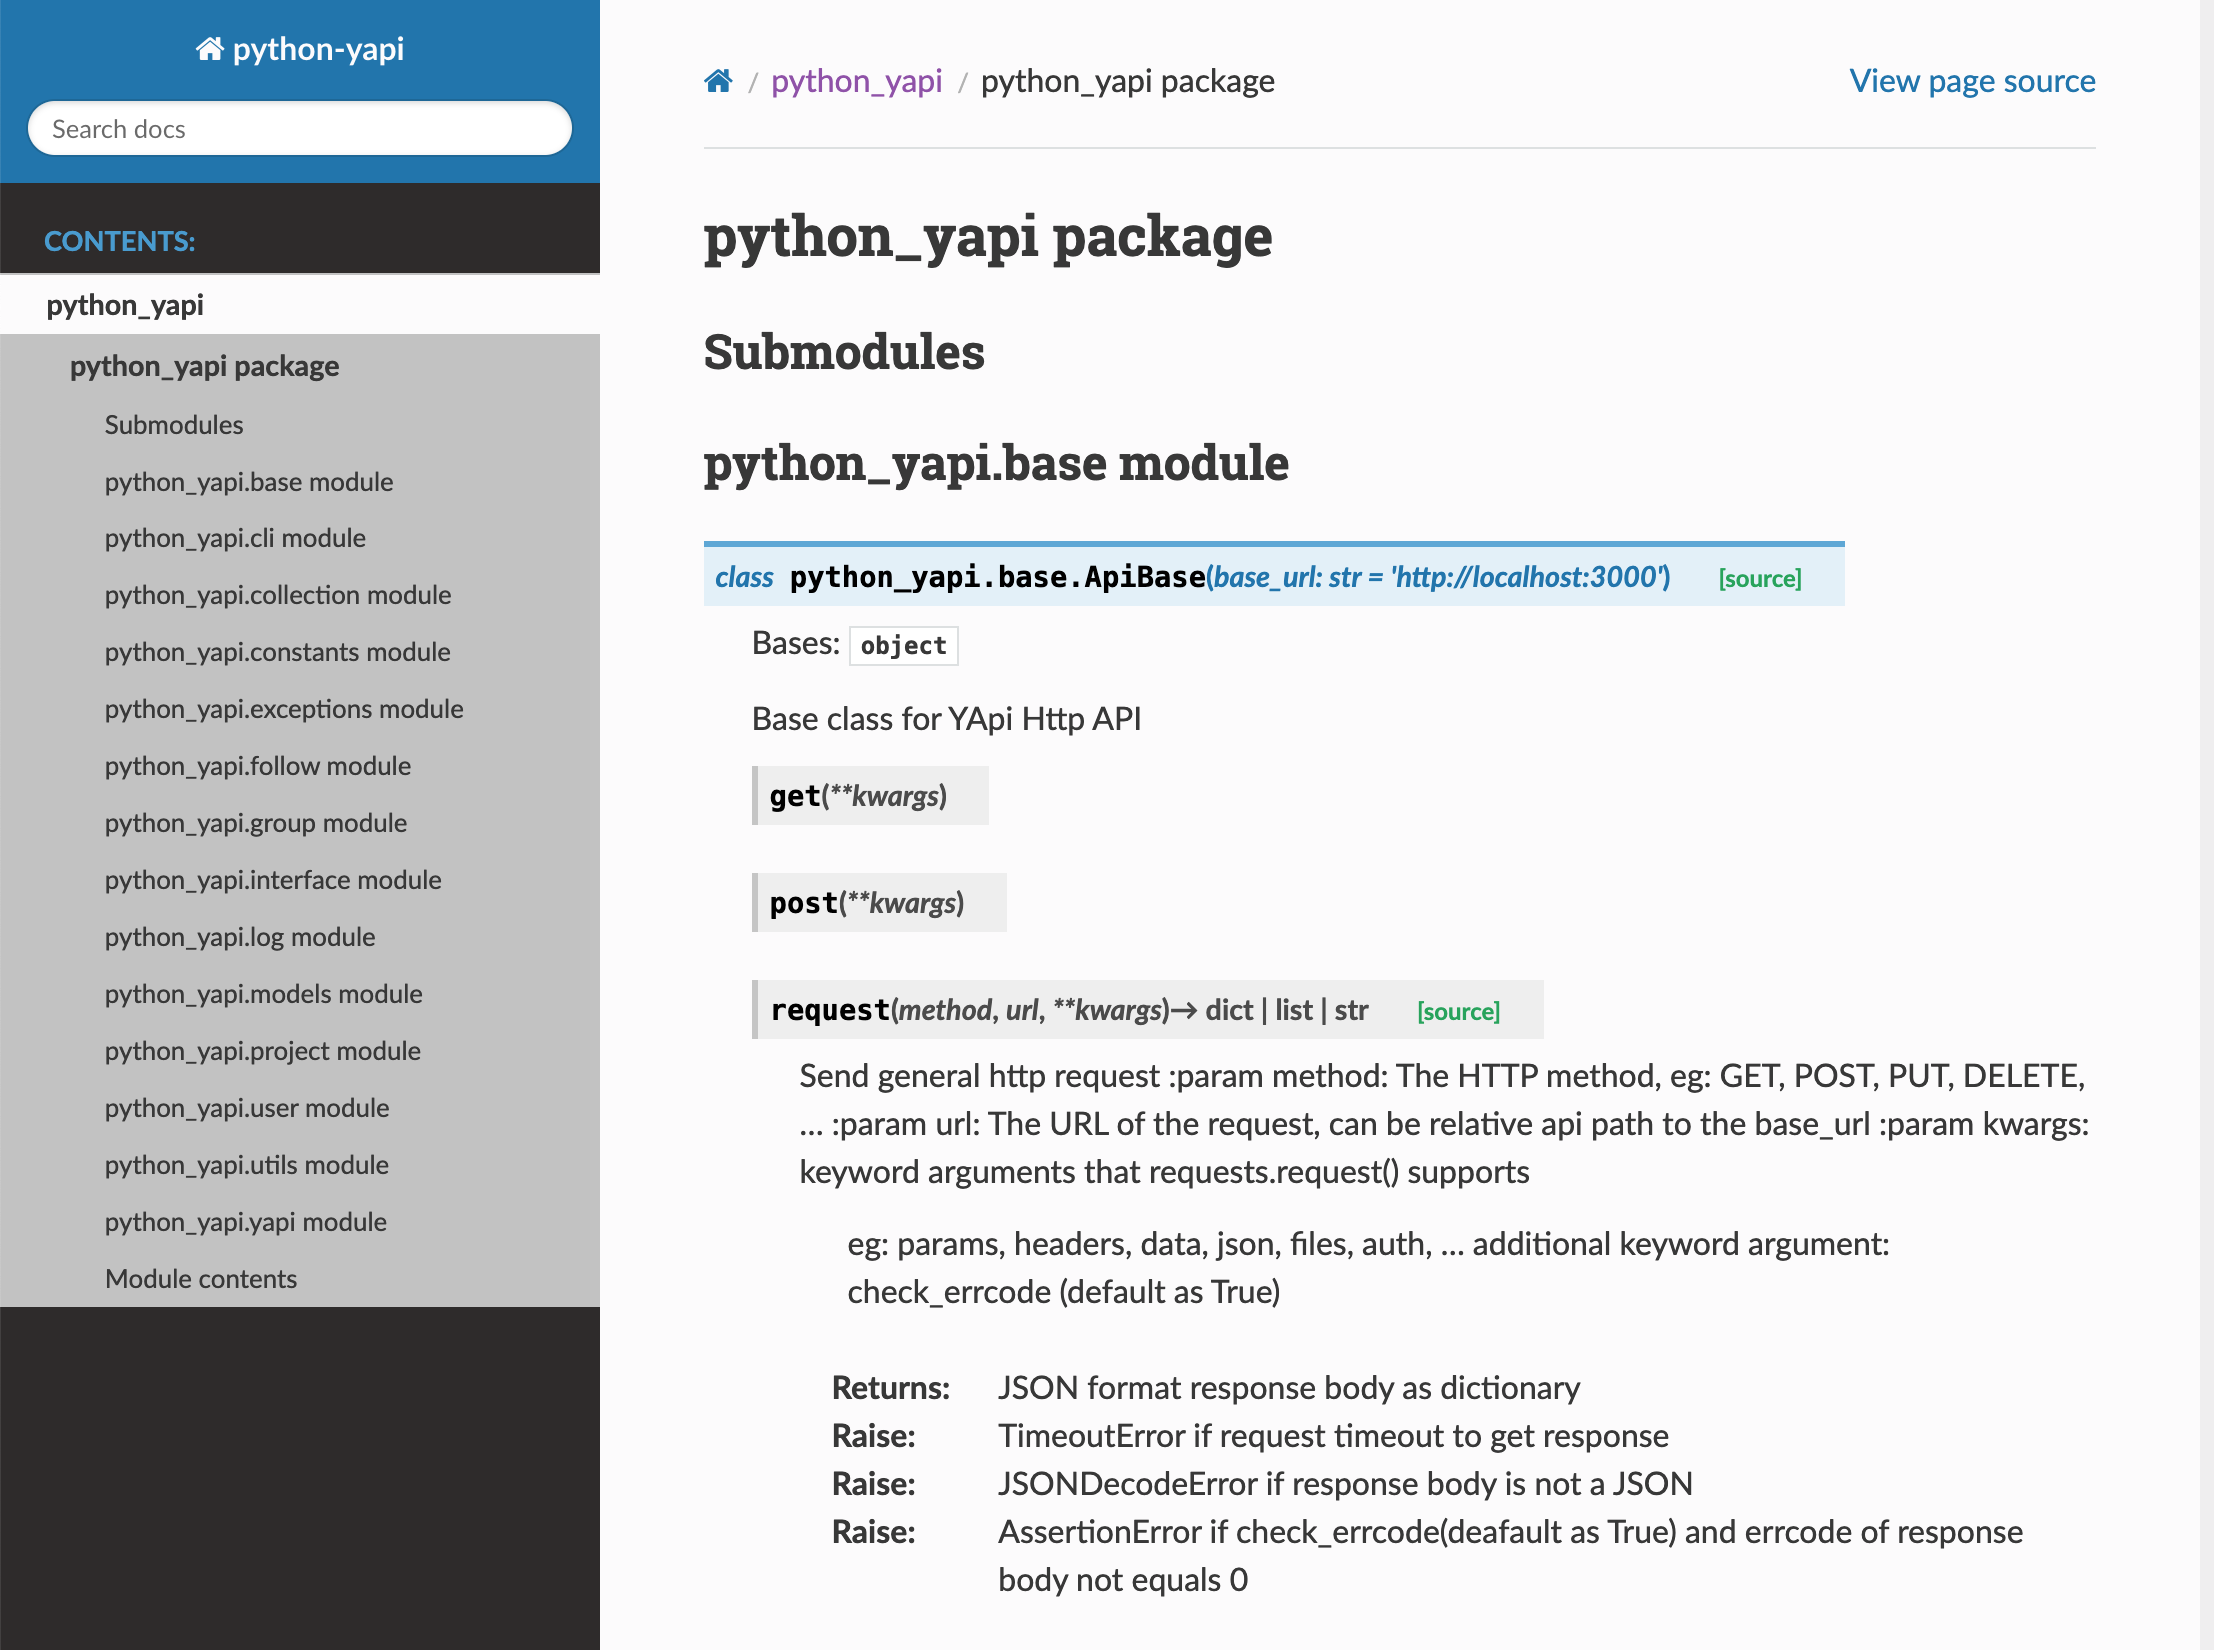 python-yapi
Search docs
CONTENTS:
python_yapi
python_yapi package
Submodules
python_yapi.base module
python_yapi.cli module
python_yapi.collection module
python_yapi.constants module
python_yapi.exceptions module
python_yapi.follow module
python_yapi.group module
python_yapi.interface module
python_yapi.log module
python_yapi.models module
python_yapi.project module
python_yapi.user module
python_yapi.utils module
python_yapi.yapi module
Module contents
/ python_yapi / python_yapi package
View page source
python_yapi package
Submodules
python_yapi.base module
class python_yapi.base.ApiBase(base_url: str = 'http://localhost:3000') [source]
Bases: object
Base class for YApi Http API
get(**kwargs)
post(**kwargs)
request(method, url, **kwargs)→ dict | list | str [source]
Send general http request :param method: The HTTP method, eg: GET, POST, PUT, DELETE,
… :param url: The URL of the request, can be relative api path to the base_url :param kwargs:
keyword arguments that requests.request() supports
eg: params, headers, data, json, files, auth, … additional keyword argument:
check_errcode (default as True)
Returns: JSON format response body as dictionary
Raise: TimeoutError if request timeout to get response
Raise: JSONDecodeError if response body is not a JSON
Raise: AssertionError if check_errcode(deafault as True) and errcode of response
body not equals 0